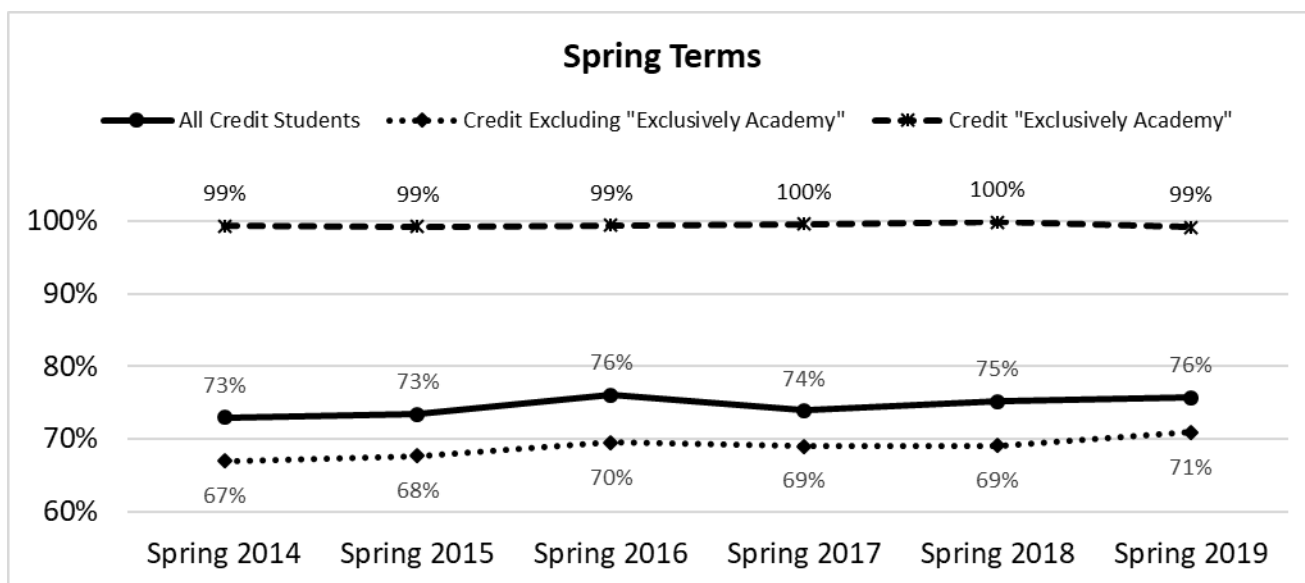 Spring Terms
All Credit Students Credit Excluding "Exclusively Academy" Credit "Exclusively Academy"
99% 99% 99% 100% 100% 99%
100%
90%
80%
73% 73% 76% 74% 75% 76%
70%
67% 68% 70% 69% 69% 71%
60%
Spring 2014 Spring 2015 Spring 2016 Spring 2017 Spring 2018 Spring 2019